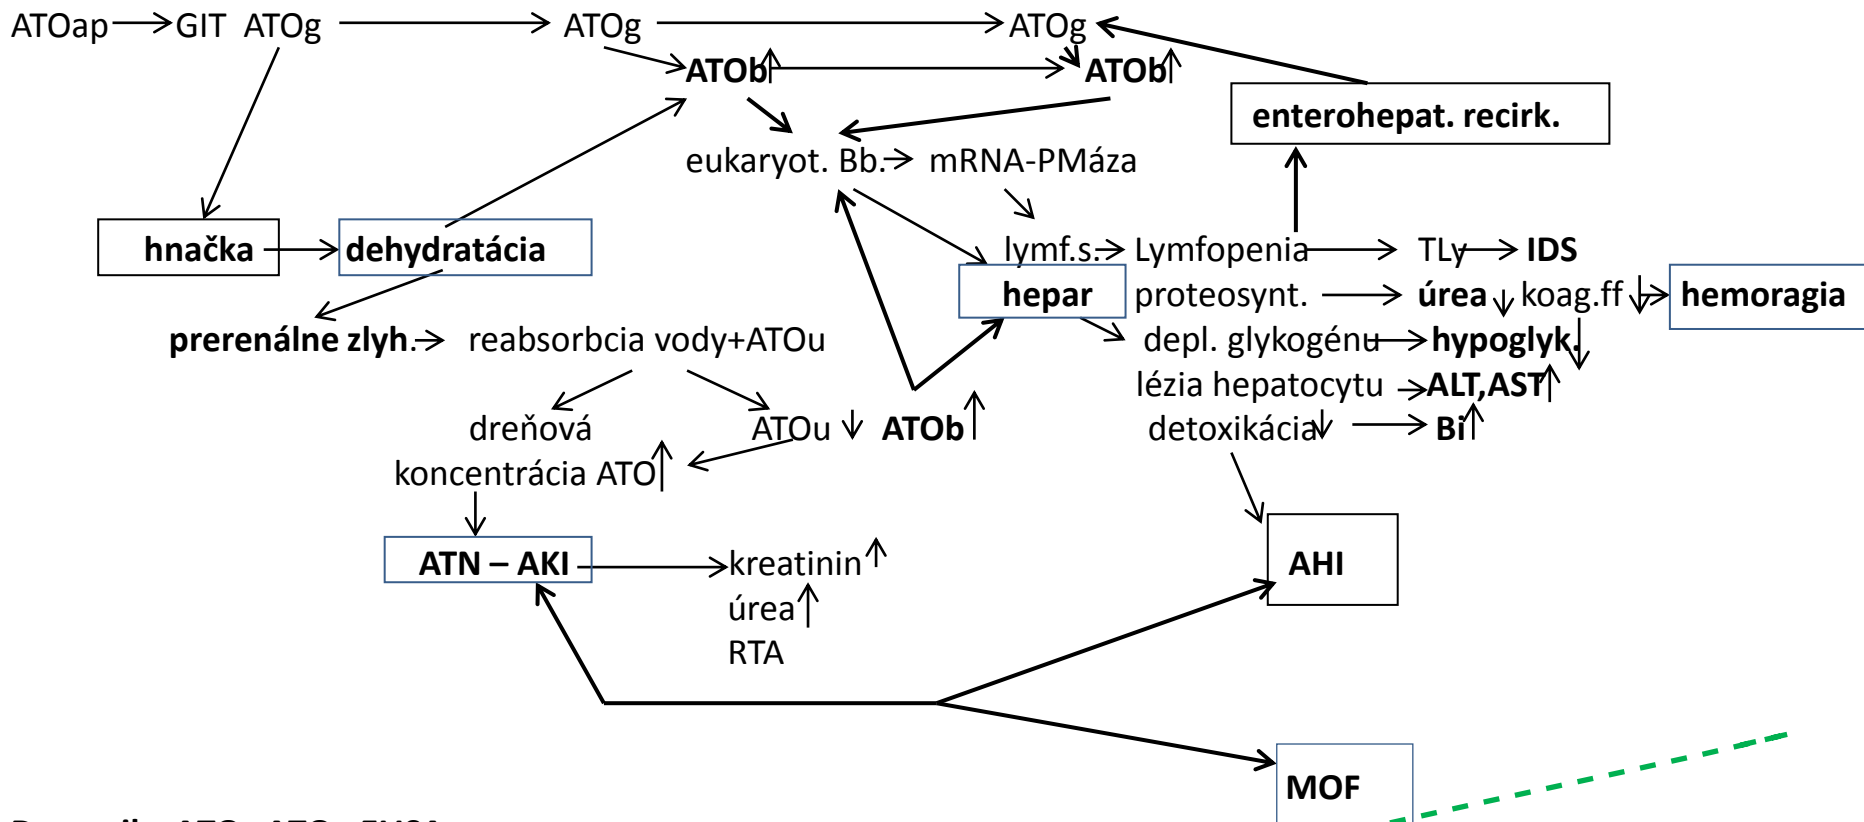 ATOap GIT ATOg ATOg ATOg
ATOb ATOb
enterohepat. recirk.
eukaryot. Bb. mRNA-PMáza
hnačka dehydratácia lymf.s. Lymfopenia TLy IDS
hepar proteosynt. úrea koag.ff hemoragia
prerenálne zlyh. reabsorbcia vody+ATOu depl. glykogénu hypoglyk.
lézia hepatocytu ALT,AST
dreňová ATOu ATOb detoxikácia Bi
koncentrácia ATO
ATN – AKI kreatinin AHI
úrea
RTA
MOF